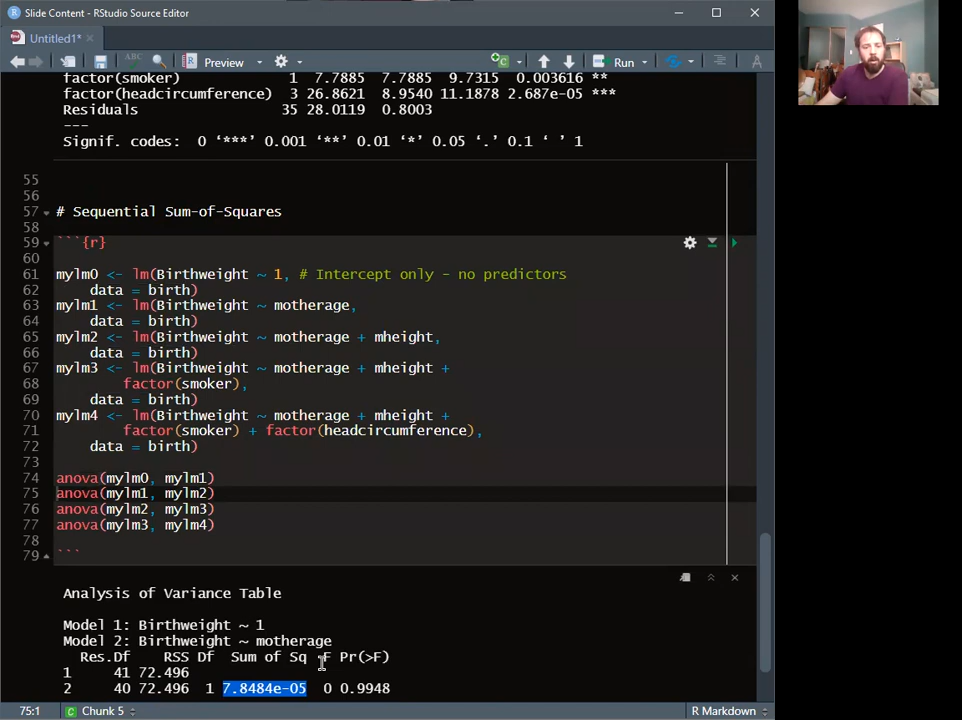 Slide Content - RStudio Source Editor
Untitled1*
ABC
Preview
Run
factor(smoker) 1 7.7885 7.7885 9.7315 0.003616 **
factor(headcircumference) 3 26.8621 8.9540 11.1878 2.687e-05 ***
Residuals 35 28.0119 0.8003
---
Signif. codes: 0 ‘***’ 0.001 ‘**’ 0.01 ‘*’ 0.05 ‘.’ 0.1 ‘ ’ 1
55
56
57 # Sequential Sum-of-Squares
58
59 ```{r}
60
61 mylm0 <- lm(Birthweight ~ 1, # Intercept only - no predictors
62 data = birth)
63 mylm1 <- lm(Birthweight ~ motherage,
64 data = birth)
65 mylm2 <- lm(Birthweight ~ motherage + mheight,
66 data = birth)
67 mylm3 <- lm(Birthweight ~ motherage + mheight +
68 factor(smoker),
69 data = birth)
70 mylm4 <- lm(Birthweight ~ motherage + mheight +
71 factor(smoker) + factor(headcircumference),
72 data = birth)
73
74 anova(mylm0, mylm1)
75 anova(mylm1, mylm2)
76 anova(mylm2, mylm3)
77 anova(mylm3, mylm4)
78
79 ```
Analysis of Variance Table
Model 1: Birthweight ~ 1
Model 2: Birthweight ~ motherage
Res.Df RSS Df Sum of Sq F Pr(>F)
1 41 72.496
2 40 72.496 1 7.8484e-05 0 0.9948
75:1 Chunk 5 R Markdown